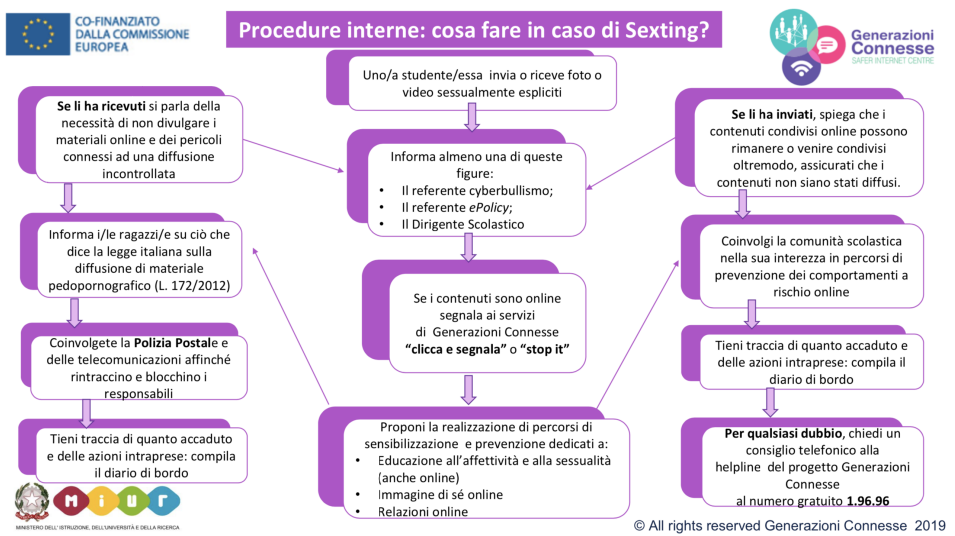 CO-FINANZIATO
DALLA COMMISSIONE
EUROPEA
Procedure interne: cosa fare in caso di Sexting?
Generazioni
Connesse
SAFER INTERNET CENTRE
Uno/a studente/essa invia o riceve foto o
video sessualmente espliciti
Se li ha ricevuti si parla della
necessità di non divulgare i
materiali online e dei pericoli
connessi ad una diffusione
incontrollata
Informa almeno una di queste
figure:
• Il referente cyberbullismo;
• Il referente ePolicy;
• Il Dirigente Scolastico
Se li ha inviati, spiega che i
contenuti condivisi online possono
rimanere o venire condivisi
oltremodo, assicurati che i
contenuti non siano stati diffusi.
Informa i/le ragazzi/e su ciò che
dice la legge italiana sulla
diffusione di materiale
pedopornografico (L. 172/2012)
Se i contenuti sono online
segnala ai servizi
di Generazioni Connesse
“clicca e segnala” o “stop it”
Coinvolgi la comunità scolastica
nella sua interezza in percorsi di
prevenzione dei comportamenti a
rischio online
Coinvolgete la Polizia Postale e
delle telecomunicazioni affinché
rintraccino e blocchino i
responsabili
Tieni traccia di quanto accaduto e
delle azioni intraprese: compila il
diario di bordo
Tieni traccia di quanto accaduto
e delle azioni intraprese: compila
il diario di bordo
Proponi la realizzazione di percorsi di
sensibilizzazione e prevenzione dedicati a:
• Educazione all’affettività e alla sessualità
(anche online)
• Immagine di sé online
• Relazioni online
Per qualsiasi dubbio, chiedi un
consiglio telefonico alla
helpline del progetto Generazioni
Connesse
al numero gratuito 1.96.96
MIUR
MINISTERO DELL’ ISTRUZIONE, DELL’UNIVERSITÀ E DELLA RICERCA
© All rights reserved Generazioni Connesse 2019